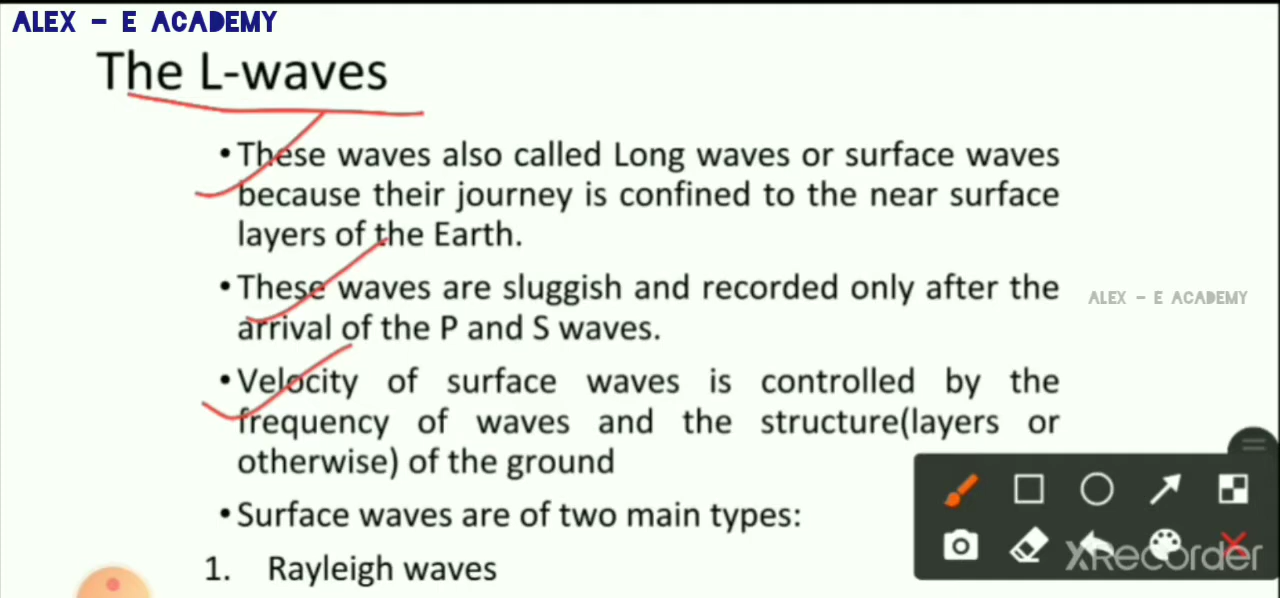 ALEX - E ACADEMY
The L-waves
•These waves also called Long waves or surface waves
because their journey is confined to the near surface
layers of the Earth.
•These waves are sluggish and recorded only after the
ALEX - E ACADEMY
arrival of the P and S waves.
•Velocity of surface waves is controlled by the
frequency of waves and the structure(layers or
otherwise) of the ground
•Surface waves are of two main types:
XRecorder
1. Rayleigh waves